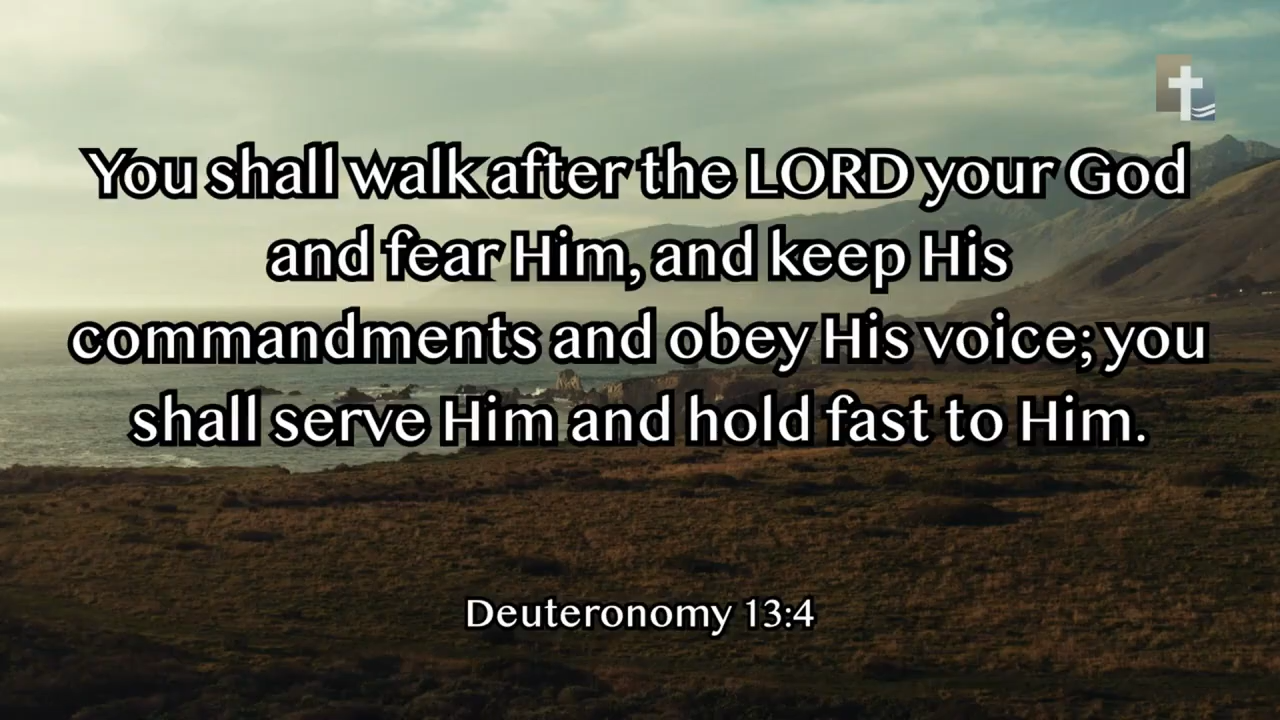 You shall walk after the LORD your God
and fear Him, and keep His
commandments and obey His voice; you
shall serve Him and hold fast to Him.
Deuteronomy 13:4